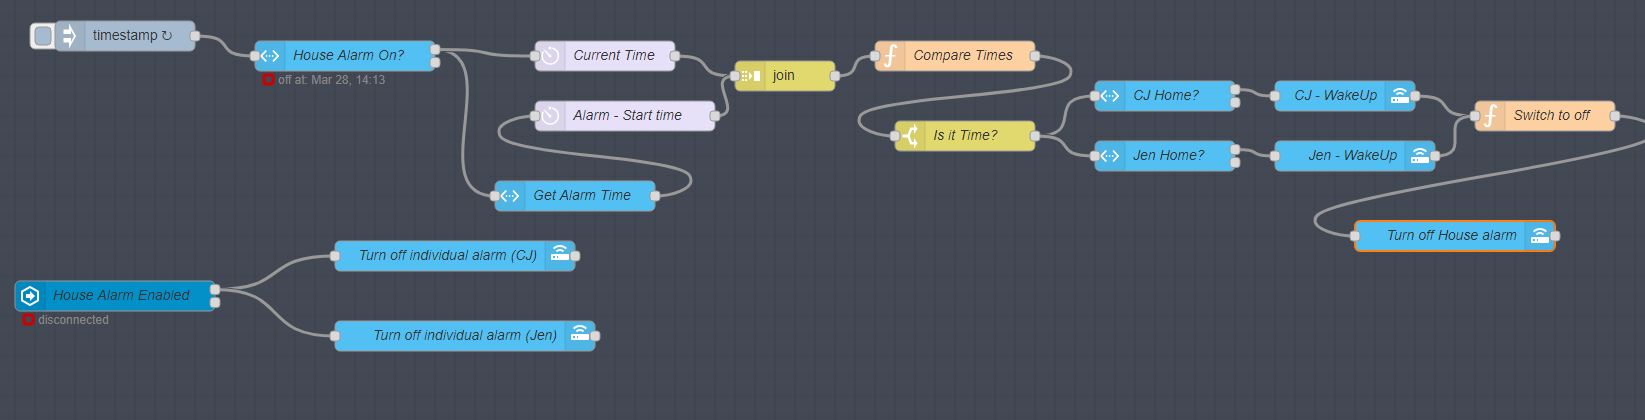 timestamp ↻
House Alarm On?
off at: Mar 28, 14:13
Current Time
Alarm - Start time
Get Alarm Time
join
Compare Times
Is it Time?
CJ Home?
Jen Home?
CJ - WakeUp
Jen - WakeUp
Switch to off
Turn off House alarm
House Alarm Enabled
disconnected
Turn off individual alarm (CJ)
Turn off individual alarm (Jen)